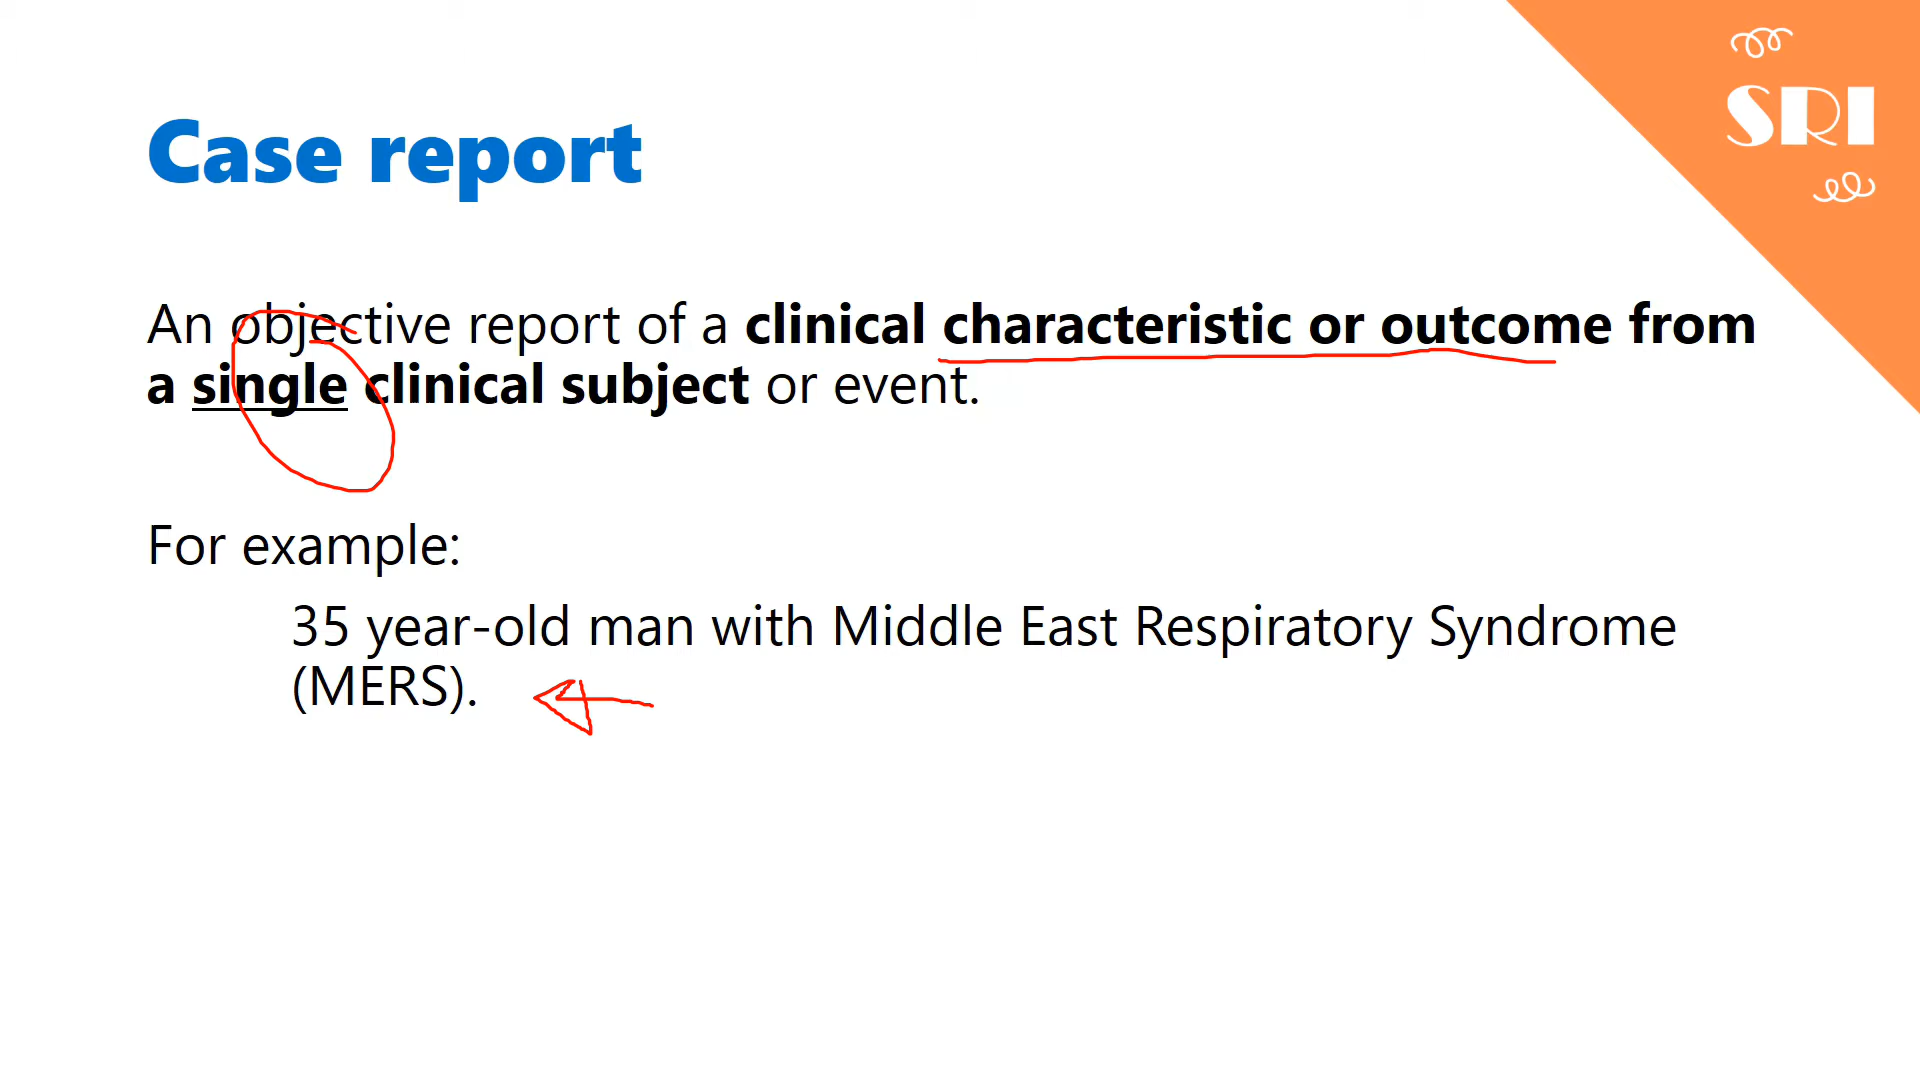 SRI
Case report
An objective report of a clinical characteristic or outcome from
a single clinical subject or event.
For example:
35 year-old man with Middle East Respiratory Syndrome
(MERS).